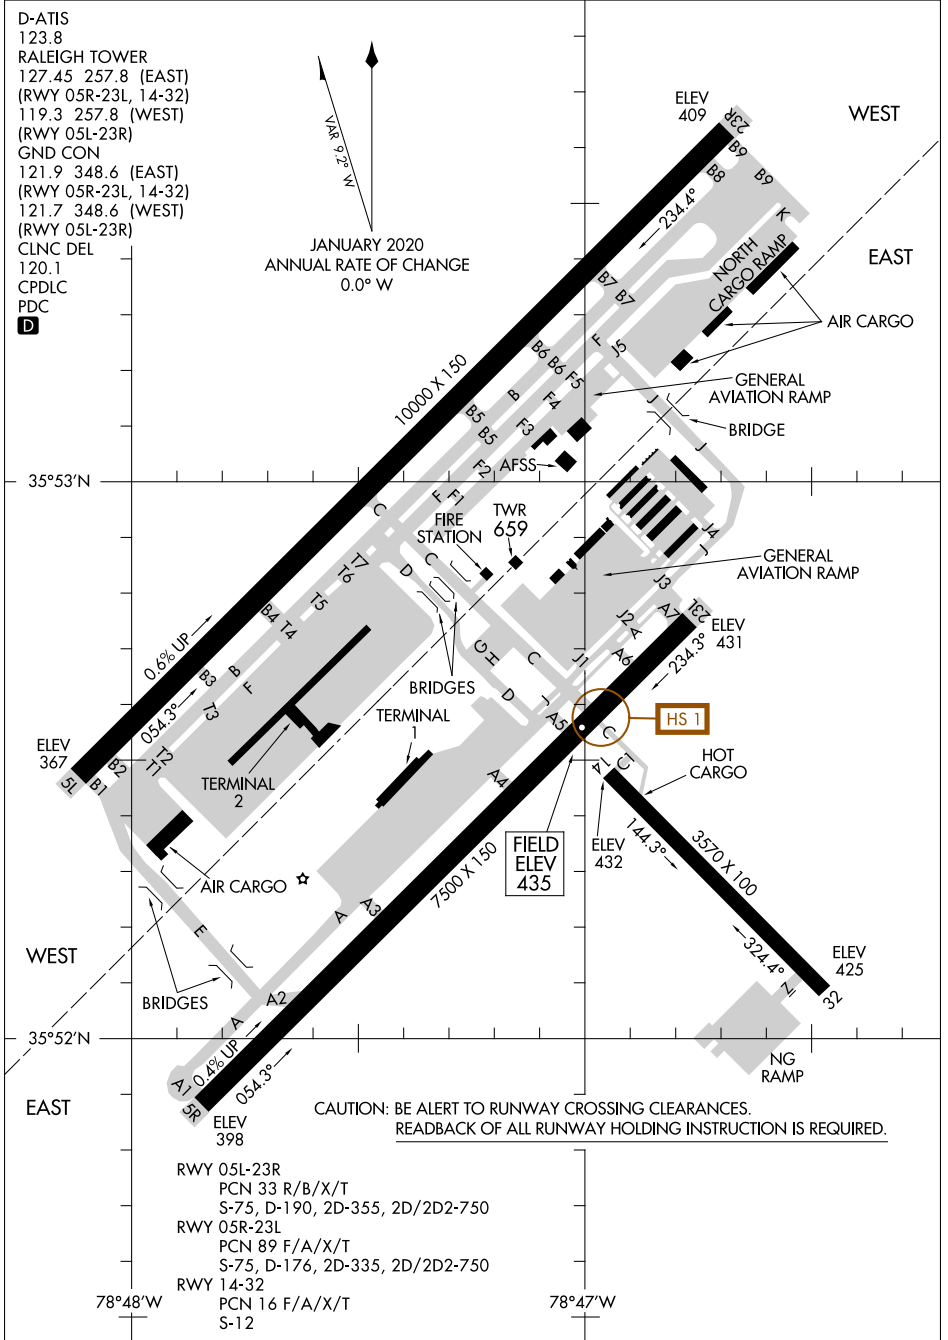 D-ATIS
123.8
RALEIGH TOWER
127.45 257.8 (EAST)
(RWY 05R-23L, 14-32)
119.3 257.8 (WEST)
(RWY 05L-23R)
GND CON
121.9 348.6 (EAST)
(RWY 05R-23L, 14-32)
121.7 348.6 (WEST)
(RWY 05L-23R)
CLNC DEL
120.1
CPDLC
PDC
D
VAR 9.2° W
JANUARY 2020
ANNUAL RATE OF CHANGE
0.0° W
ELEV
409
23R
WEST
EAST
B9
B9
B8
K
234.4°
NORTH
CARGO RAMP
AIR CARGO
B7
B7
F
J5
B6
B6
F5
B
F4
F3
GENERAL
AVIATION RAMP
J
BRIDGE
J
10000 X 150
B5
B5
F2
AFSS
35°53'N
F
F1
C
FIRE
STATION
TWR
659
J4
J
GENERAL
AVIATION RAMP
J3
T7
T6
D
C
T5
B4
T4
J2
A
A7
23L
ELEV
431
A6
234.3°
0.6% UP
B3
B
F
T3
054.3°
G
H
C
J1
D
J
A5
BRIDGES
HS 1
C
C1
HOT
CARGO
TERMINAL
1
ELEV
367
5L
B1
B2
T2
T1
TERMINAL
2
A4
14
ELEV
432
FIELD
ELEV
435
144.3°
3570 X 100
7500 X 150
AIR CARGO
A
A3
E
324.4°
ELEV
425
32
Z
WEST
BRIDGES
A2
A
35°52'N
0.4% UP
054.3°
A1
5R
NG
RAMP
EAST
ELEV
398
CAUTION: BE ALERT TO RUNWAY CROSSING CLEARANCES.
READBACK OF ALL RUNWAY HOLDING INSTRUCTION IS REQUIRED.
RWY 05L-23R
PCN 33 R/B/X/T
S-75, D-190, 2D-355, 2D/2D2-750
RWY 05R-23L
PCN 89 F/A/X/T
S-75, D-176, 2D-335, 2D/2D2-750
RWY 14-32
PCN 16 F/A/X/T
S-12
78°48'W
78°47'W